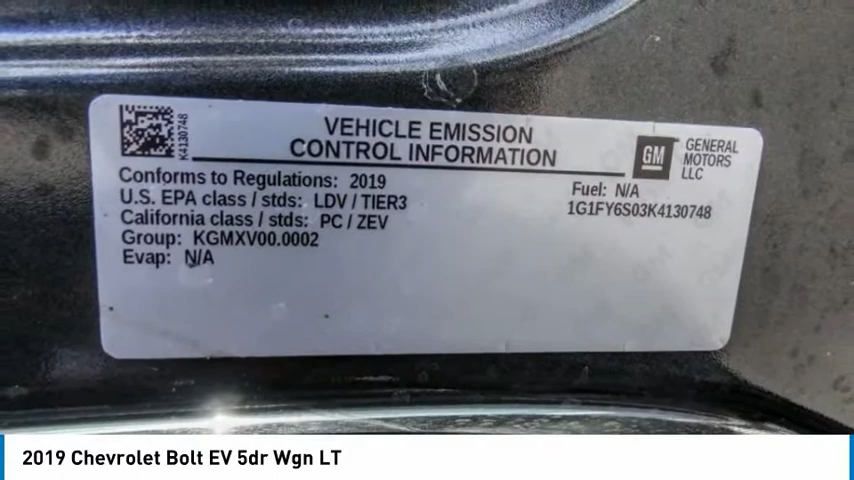 K4130748
VEHICLE EMISSION
CONTROL INFORMATION
GM
GENERAL
MOTORS
LLC
Conforms to Regulations: 2019
U.S. EPA class / stds: LDV / TIER3
California class / stds: PC / ZEV
Group: KGMXV00.0002
Evap: N/A
Fuel: N/A
1G1FY6S03K4130748
2019 Chevrolet Bolt EV 5dr Wgn LT